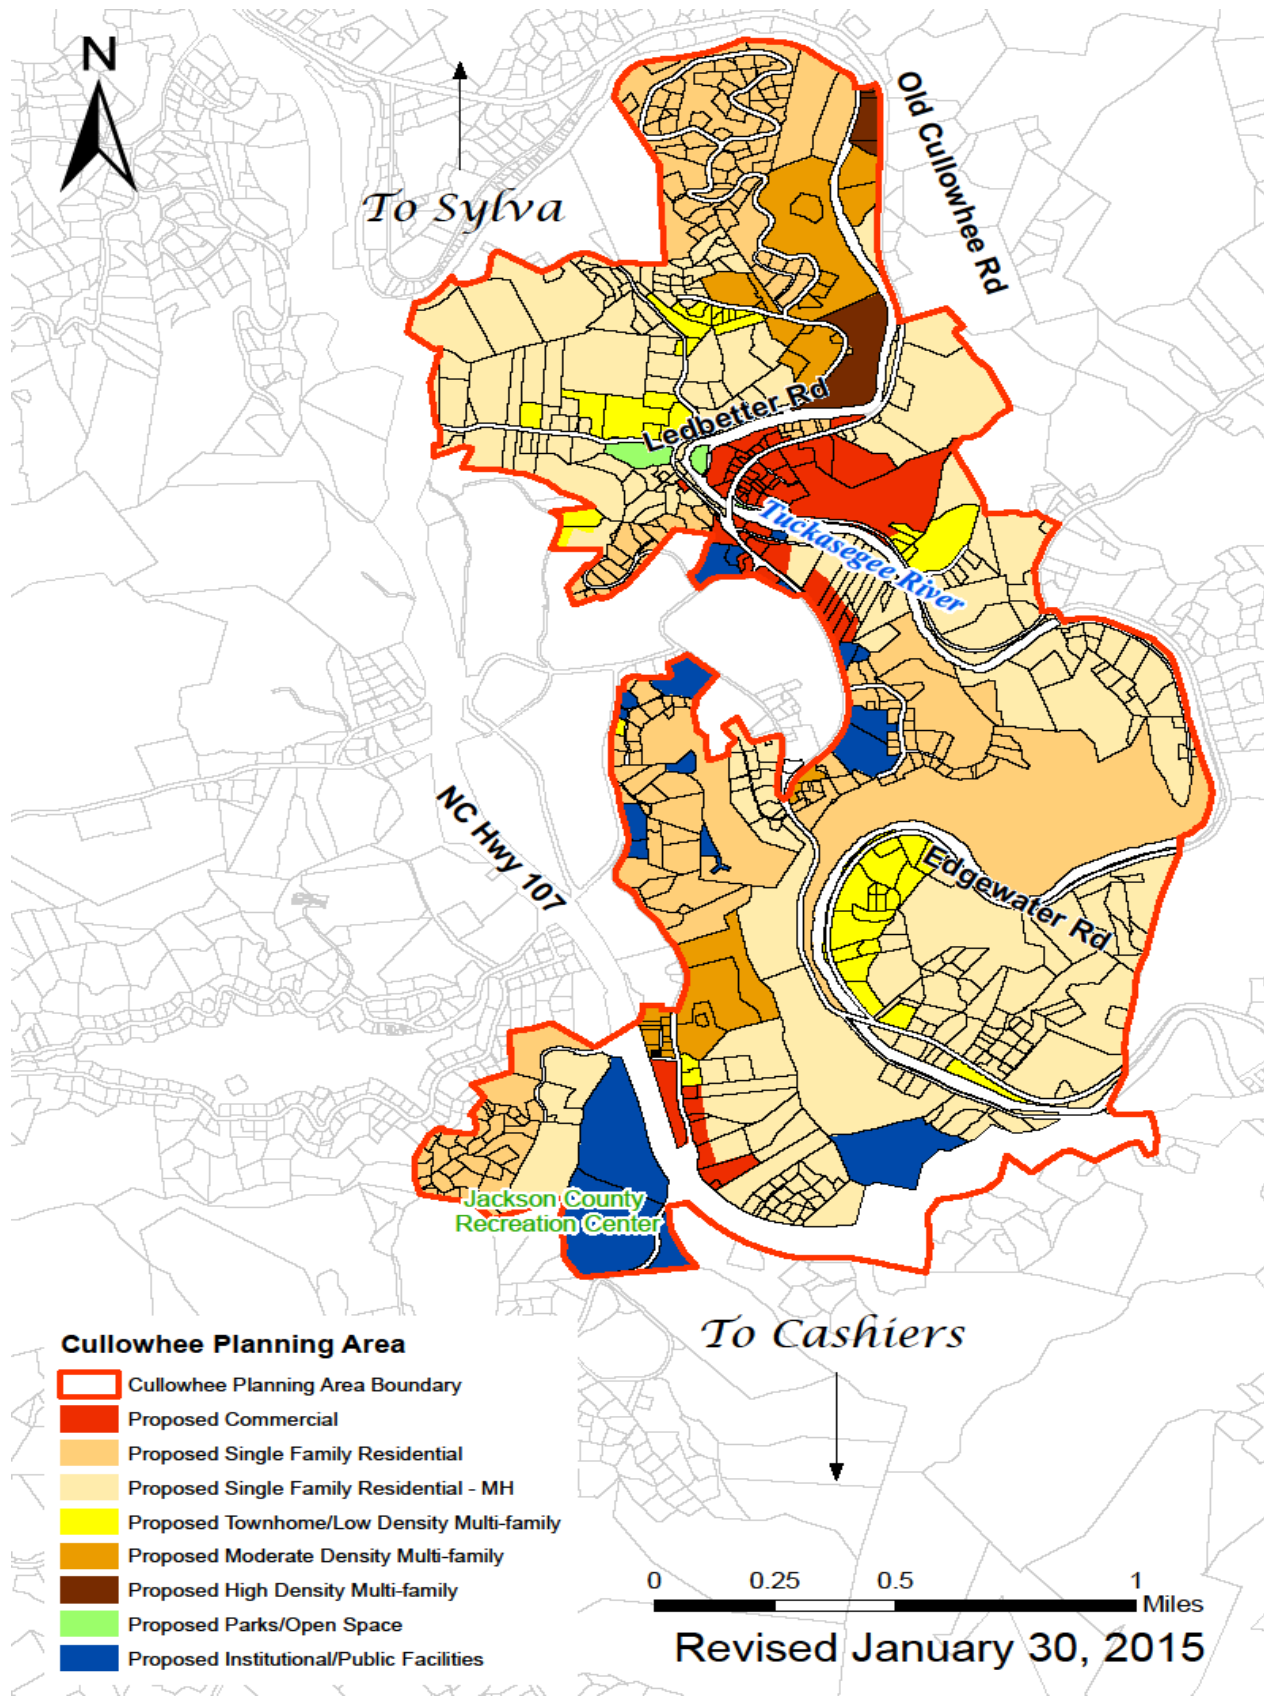 N
To Sylva
Old Cullowhee Rd
Ledbetter Rd
Tuckasegee River
NC Hwy 107
Edgewater Rd
Jackson County
Recreation Center
To Cashiers
Cullowhee Planning Area
Cullowhee Planning Area Boundary
Proposed Commercial
Proposed Single Family Residential
Proposed Single Family Residential - MH
Proposed Townhome/Low Density Multi-family
Proposed Moderate Density Multi-family
Proposed High Density Multi-family
Proposed Parks/Open Space
Proposed Institutional/Public Facilities
0 0.25 0.5 1
Miles
Revised January 30, 2015